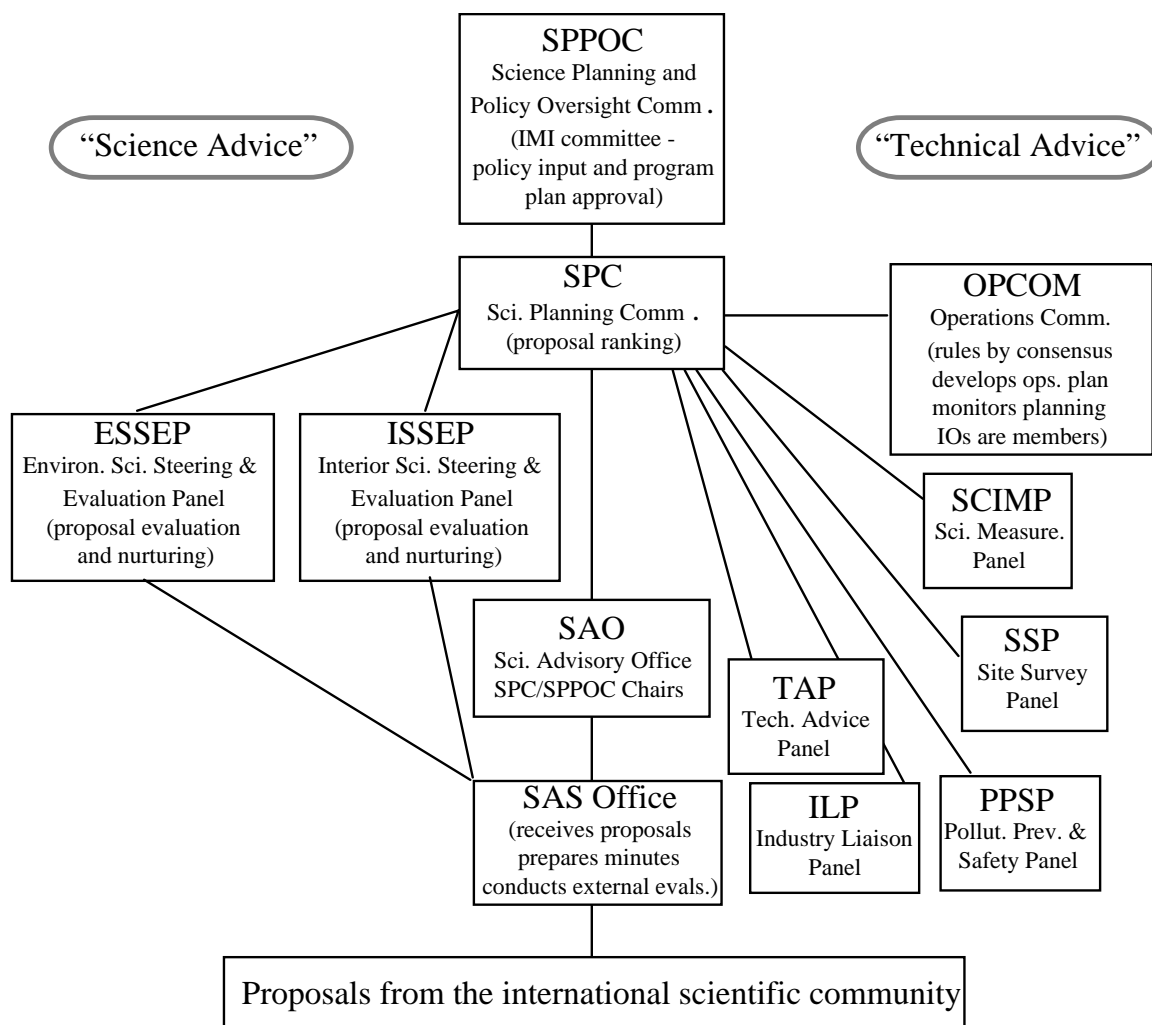 SPPOC
Science Planning and
Policy Oversight Comm .
(IMI committee -
policy input and program
plan approval)
“Science Advice”
“Technical Advice”
SPC
Sci. Planning Comm .
(proposal ranking)
OPCOM
Operations Comm.
(rules by consensus
develops ops. plan
monitors planning
IOs are members)
ESSEP
Environ. Sci. Steering &
Evaluation Panel
(proposal evaluation
and nurturing)
ISSEP
Interior Sci. Steering &
Evaluation Panel
(proposal evaluation
and nurturing)
SCIMP
Sci. Measure.
Panel
SAO
Sci. Advisory Office
SPC/SPPOC Chairs
SSP
Site Survey
Panel
TAP
Tech. Advice
Panel
SAS Office
(receives proposals
prepares minutes
conducts external evals.)
ILP
Industry Liaison
Panel
PPSP
Pollut. Prev. &
Safety Panel
Proposals from the international scientific community